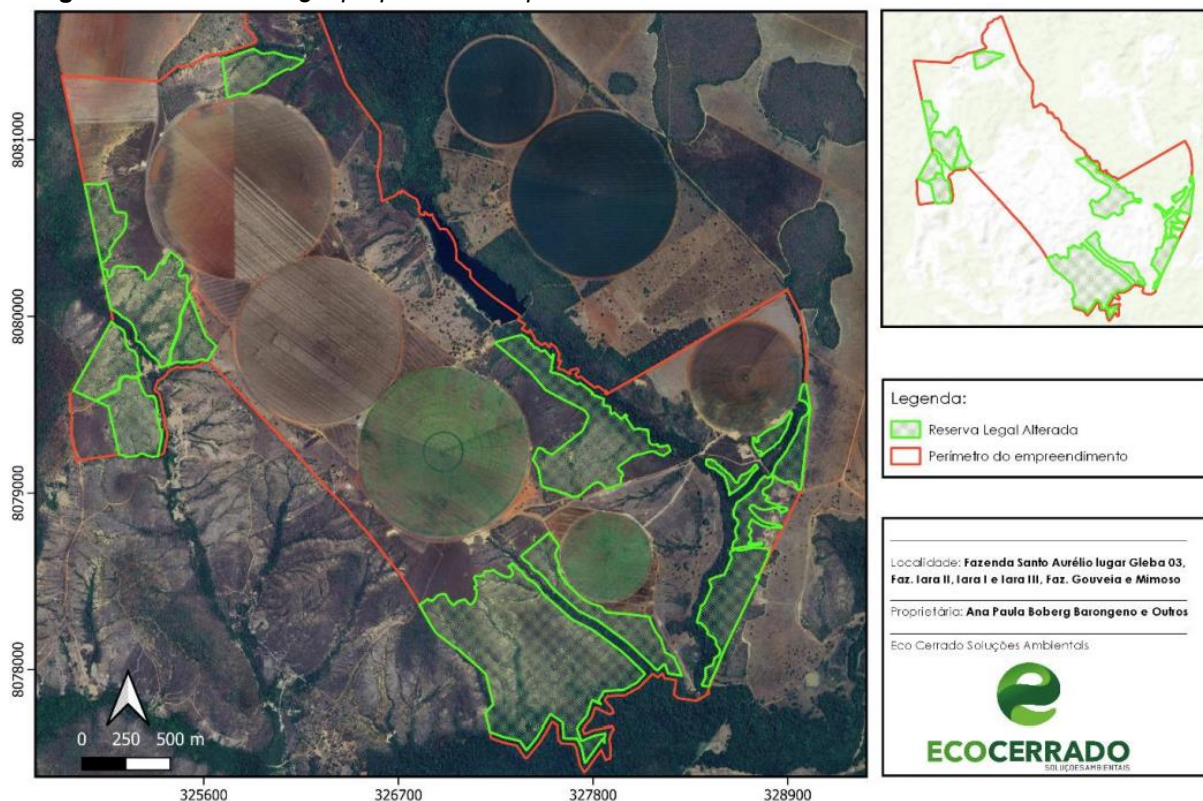 8081000
8080000
8079000
8078000
325600
326700
327800
328900
0 250 500 m
Legenda:
Reserva Legal Alterada
Perímetro do empreendimento
Localidade: Fazenda Santo Aurélio lugar Gleba 03,
Faz. Iara II, Iara I e Iara III, Faz. Gouveia e Mimoso
Proprietária: Ana Paula Boberg Barongeno e Outros
Eco Cerrado Soluções Ambientais
ECOCERRADO
SOLUÇÕES AMBIENTAIS